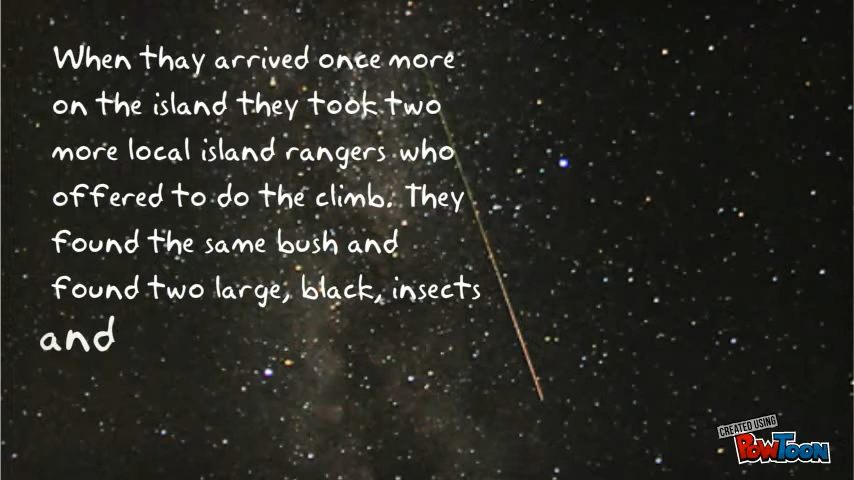 When thay arrived once more
on the island they took two
more local island rangers who
offered to do the climb. They
found the same bush and
found two large, black, insects
and
CREATED USING
POWTOON